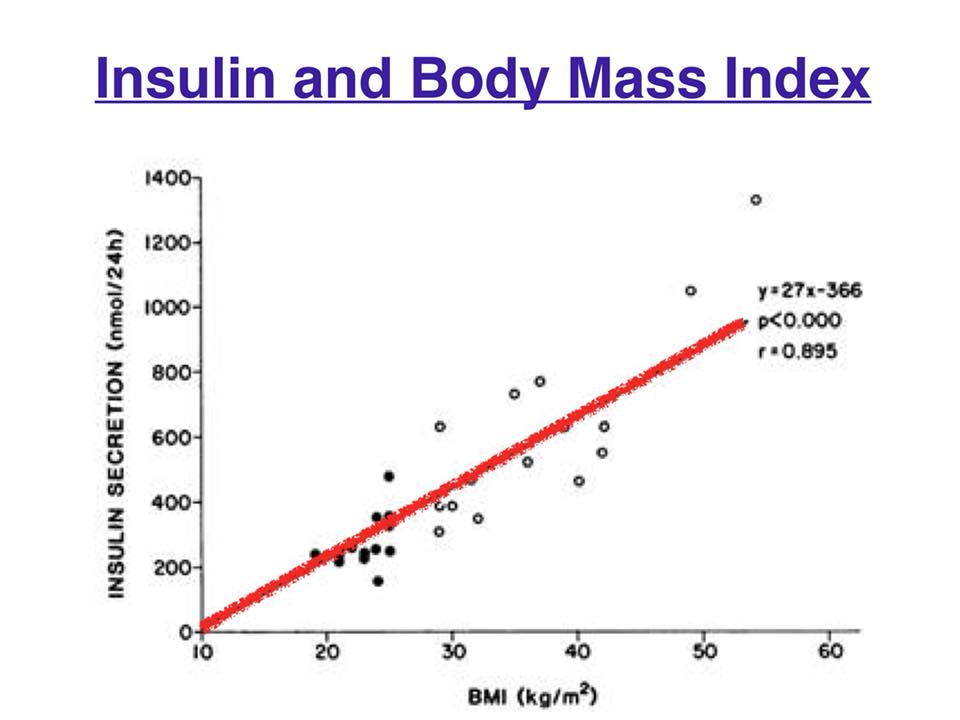 Insulin and Body Mass Index
1400
1200
1000
800
600
400
200
0
INSULIN SECRETION (nmol/24h)
y=27x-366
p<0.000
r=0.895
10 20 30 40 50 60
BMI (kg/m²)